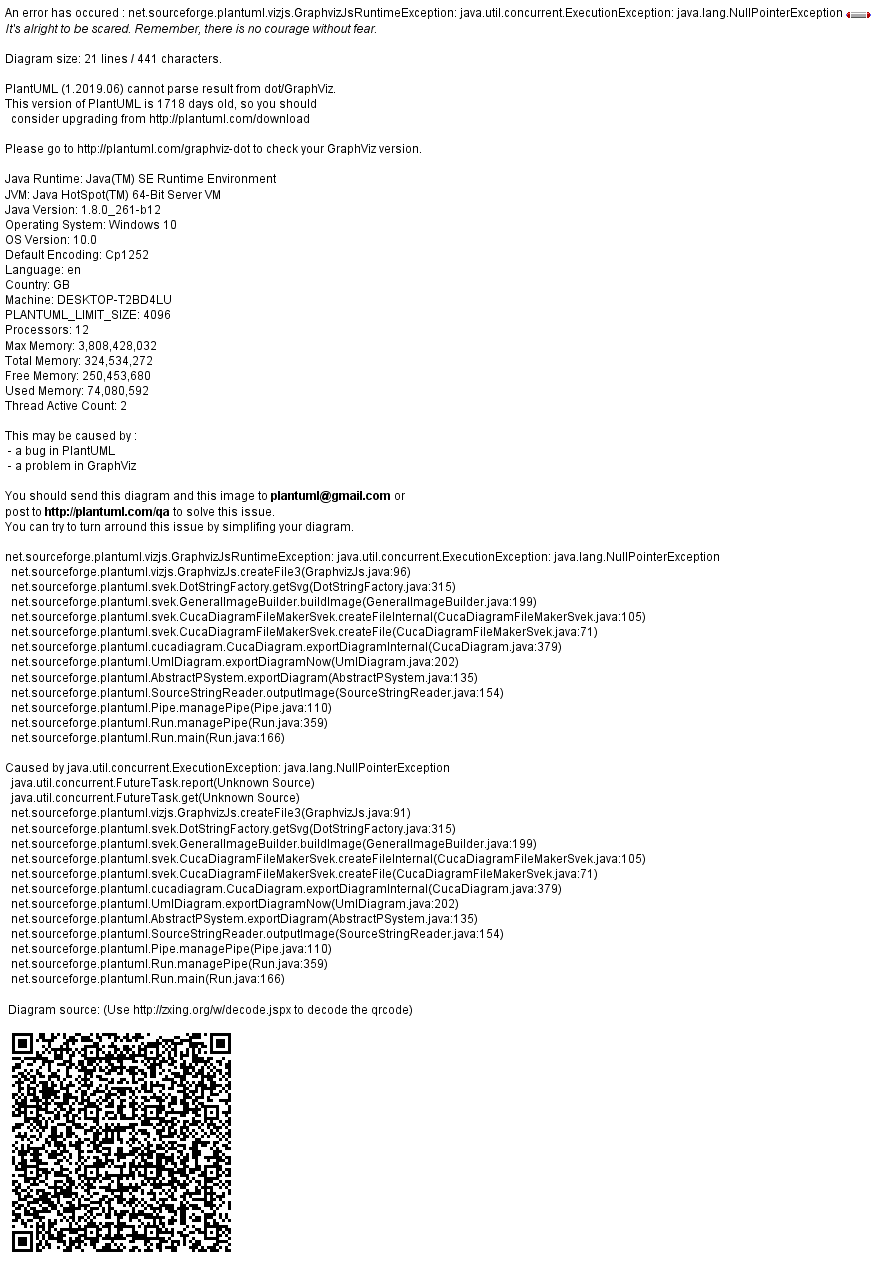 An error has occured : net.sourceforge.plantuml.vizjs.GraphvizJsRuntimeException: java.util.concurrent.ExecutionException: java.lang.NullPointerException
It's alright to be scared. Remember, there is no courage without fear.
Diagram size: 21 lines / 441 characters.
PlantUML (1.2019.06) cannot parse result from dot/GraphViz.
This version of PlantUML is 1718 days old, so you should
consider upgrading from http://plantuml.com/download
Please go to http://plantuml.com/graphviz-dot to check your GraphViz version.
Java Runtime: Java(TM) SE Runtime Environment
JVM: Java HotSpot(TM) 64-Bit Server VM
Java Version: 1.8.0_261-b12
Operating System: Windows 10
OS Version: 10.0
Default Encoding: Cp1252
Language: en
Country: GB
Machine: DESKTOP-T2BD4LU
PLANTUML_LIMIT_SIZE: 4096
Processors: 12
Max Memory: 3,808,428,032
Total Memory: 324,534,272
Free Memory: 250,453,680
Used Memory: 74,080,592
Thread Active Count: 2
This may be caused by :
- a bug in PlantUML
- a problem in GraphViz
You should send this diagram and this image to plantuml@gmail.com or
post to http://plantuml.com/qa to solve this issue.
You can try to turn arround this issue by simplifing your diagram.
net.sourceforge.plantuml.vizjs.GraphvizJsRuntimeException: java.util.concurrent.ExecutionException: java.lang.NullPointerException
net.sourceforge.plantuml.vizjs.GraphvizJs.createFile3(GraphvizJs.java:96)
net.sourceforge.plantuml.svek.DotStringFactory.getSvg(DotStringFactory.java:315)
net.sourceforge.plantuml.svek.GeneralImageBuilder.buildImage(GeneralImageBuilder.java:199)
net.sourceforge.plantuml.svek.CucaDiagramFileMakerSvek.createFileInternal(CucaDiagramFileMakerSvek.java:105)
net.sourceforge.plantuml.svek.CucaDiagramFileMakerSvek.createFile(CucaDiagramFileMakerSvek.java:71)
net.sourceforge.plantuml.cucadiagram.CucaDiagram.exportDiagramInternal(CucaDiagram.java:379)
net.sourceforge.plantuml.UmlDiagram.exportDiagramNow(UmlDiagram.java:202)
net.sourceforge.plantuml.AbstractPSystem.exportDiagram(AbstractPSystem.java:135)
net.sourceforge.plantuml.SourceStringReader.outputImage(SourceStringReader.java:154)
net.sourceforge.plantuml.Pipe.managePipe(Pipe.java:110)
net.sourceforge.plantuml.Run.managePipe(Run.java:359)
net.sourceforge.plantuml.Run.main(Run.java:166)
Caused by java.util.concurrent.ExecutionException: java.lang.NullPointerException
java.util.concurrent.FutureTask.report(Unknown Source)
java.util.concurrent.FutureTask.get(Unknown Source)
net.sourceforge.plantuml.vizjs.GraphvizJs.createFile3(GraphvizJs.java:91)
net.sourceforge.plantuml.svek.DotStringFactory.getSvg(DotStringFactory.java:315)
net.sourceforge.plantuml.svek.GeneralImageBuilder.buildImage(GeneralImageBuilder.java:199)
net.sourceforge.plantuml.svek.CucaDiagramFileMakerSvek.createFileInternal(CucaDiagramFileMakerSvek.java:105)
net.sourceforge.plantuml.svek.CucaDiagramFileMakerSvek.createFile(CucaDiagramFileMakerSvek.java:71)
net.sourceforge.plantuml.cucadiagram.CucaDiagram.exportDiagramInternal(CucaDiagram.java:379)
net.sourceforge.plantuml.UmlDiagram.exportDiagramNow(UmlDiagram.java:202)
net.sourceforge.plantuml.AbstractPSystem.exportDiagram(AbstractPSystem.java:135)
net.sourceforge.plantuml.SourceStringReader.outputImage(SourceStringReader.java:154)
net.sourceforge.plantuml.Pipe.managePipe(Pipe.java:110)
net.sourceforge.plantuml.Run.managePipe(Run.java:359)
net.sourceforge.plantuml.Run.main(Run.java:166)
Diagram source: (Use http://zxing.org/w/decode.jspx to decode the qrcode)